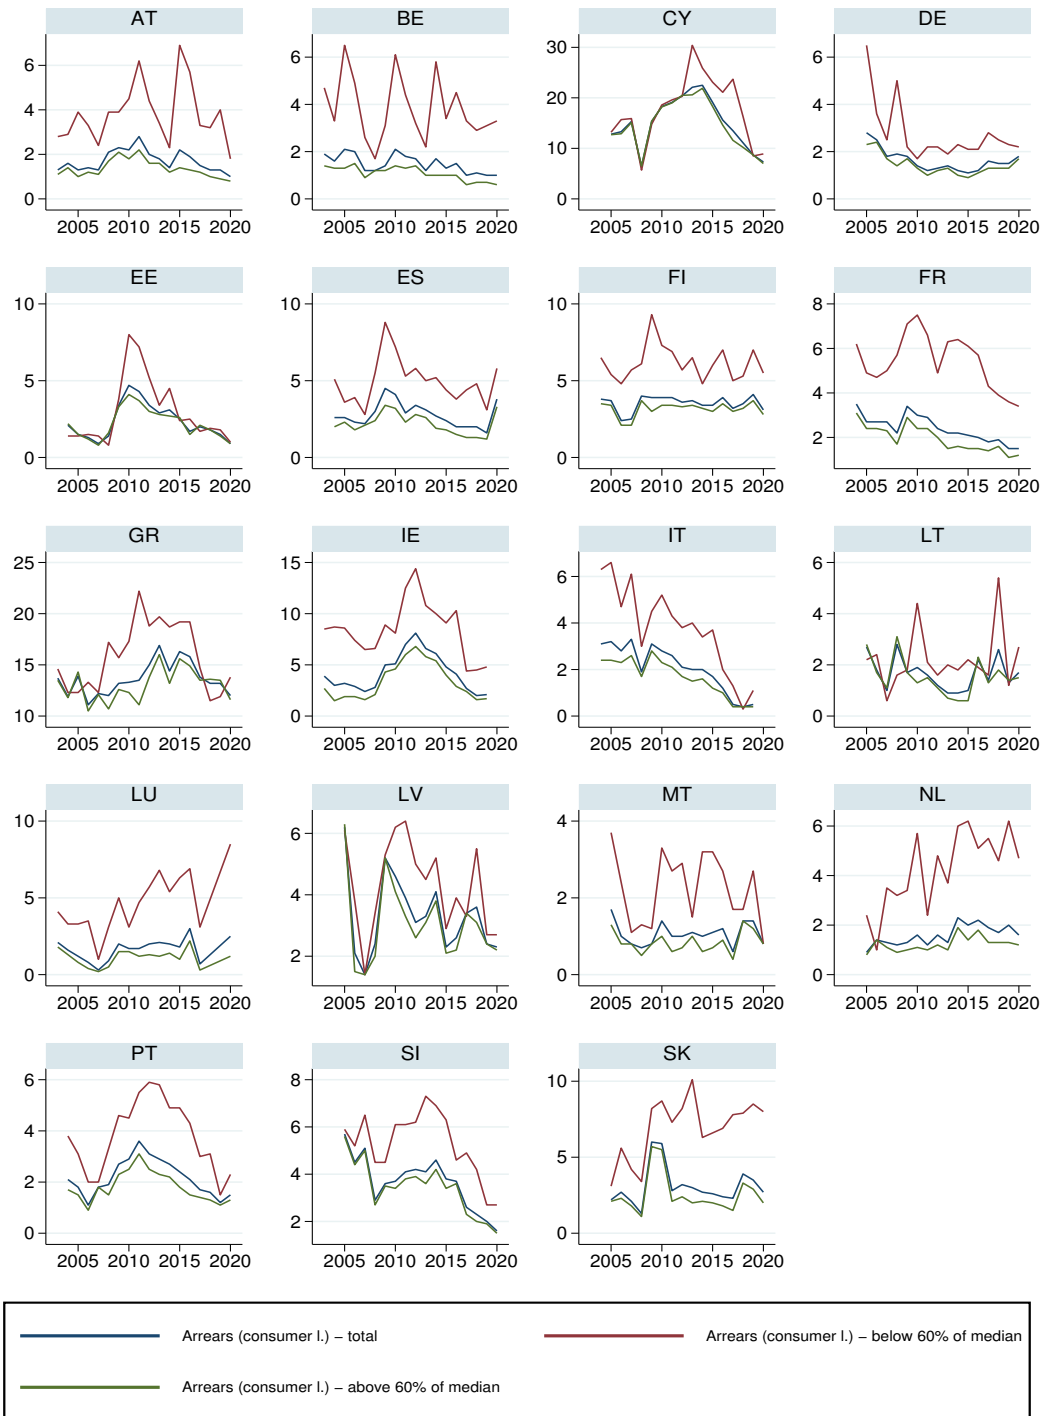 AT BE CY DE
6 6 30 6
4 4 20 4
2 2 10 2
0 0 0 0
2005 2010 2015 2020 2005 2010 2015 2020 2005 2010 2015 2020 2005 2010 2015 2020
EE ES FI FR
10 10 10 8
5 5 5 6
0 0 0 4
2
2005 2010 2015 2020 2005 2010 2015 2020 2005 2010 2015 2020 2005 2010 2015 2020
GR IE IT LT
25 15 6 6
20 10 4 4
15 5 2 2
10 0 0 0
2005 2010 2015 2020 2005 2010 2015 2020 2005 2010 2015 2020 2005 2010 2015 2020
LU LV MT NL
10 6 4 6
5 4 2 4
0 2 0 2
0
2005 2010 2015 2020 2005 2010 2015 2020 2005 2010 2015 2020 2005 2010 2015 2020
PT SI SK
6 8 10
4 6 5
2 4 0
0 2
2005 2010 2015 2020 2005 2010 2015 2020 2005 2010 2015 2020
Arrears (consumer l.) – total Arrears (consumer l.) – below 60% of median
Arrears (consumer l.) – above 60% of median